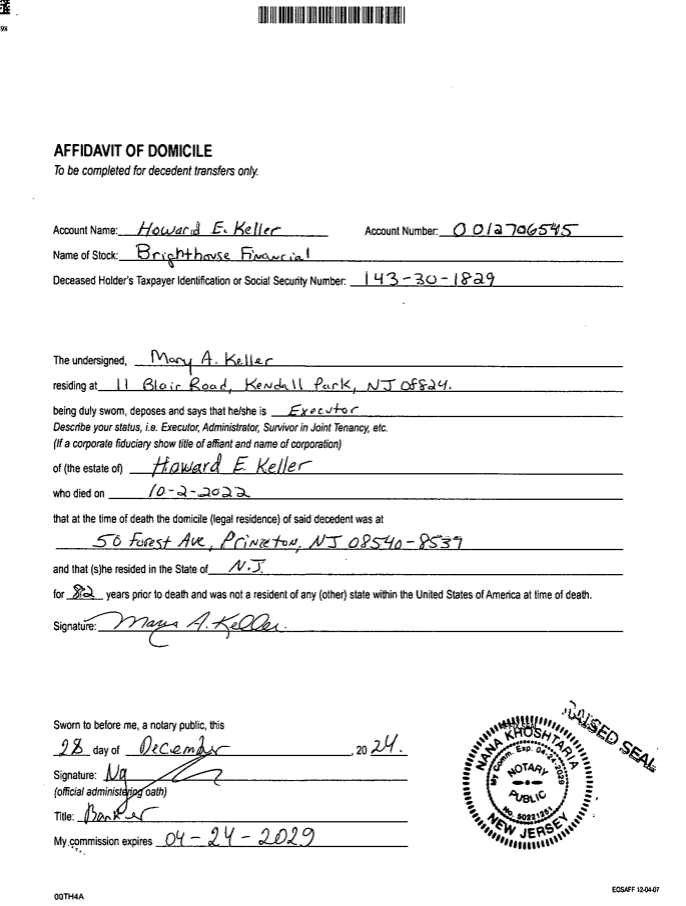 98
AFFIDAVIT OF DOMICILE
To be completed for decedent transfers only.
Account Name: Howard E. Keller Account Number: 0012706545
Name of Stock: Brighthouse Financial
Deceased Holder's Taxpayer Identification or Social Security Number: 143-30-1829
The undersigned, Mary A. Keller
residing at 11 Blair Road, Kendall Park, NJ 08824.
being duly sworn, deposes and says that he/she is Executor
Describe your status, i.e. Executor, Administrator, Survivor in Joint Tenancy, etc.
(If a corporate fiduciary show title of affiant and name of corporation)
of (the estate of) Howard E. Keller
who died on 10-2-2022
that at the time of death the domicile (legal residence) of said decedent was at
50 Forest Ave, Princeton, NJ 08540-8539
and that (s)he resided in the State of N.J.
for 82 years prior to death and was not a resident of any (other) state within the United States of America at time of death.
Signature: Mary A. Keller.
Sworn to before me, a notary public, this
28 day of December, 2024.
Signature:
(official administering oath)
Title: Banker
My commission expires 04-24-2029
RAISED SEAL
NANA KHOSHTARIA
My Comm. Exp. 04-24-2029
NOTARY
PUBLIC
No. 50221251
NEW JERSEY
00TH4A
EQSAFF 12-04-07